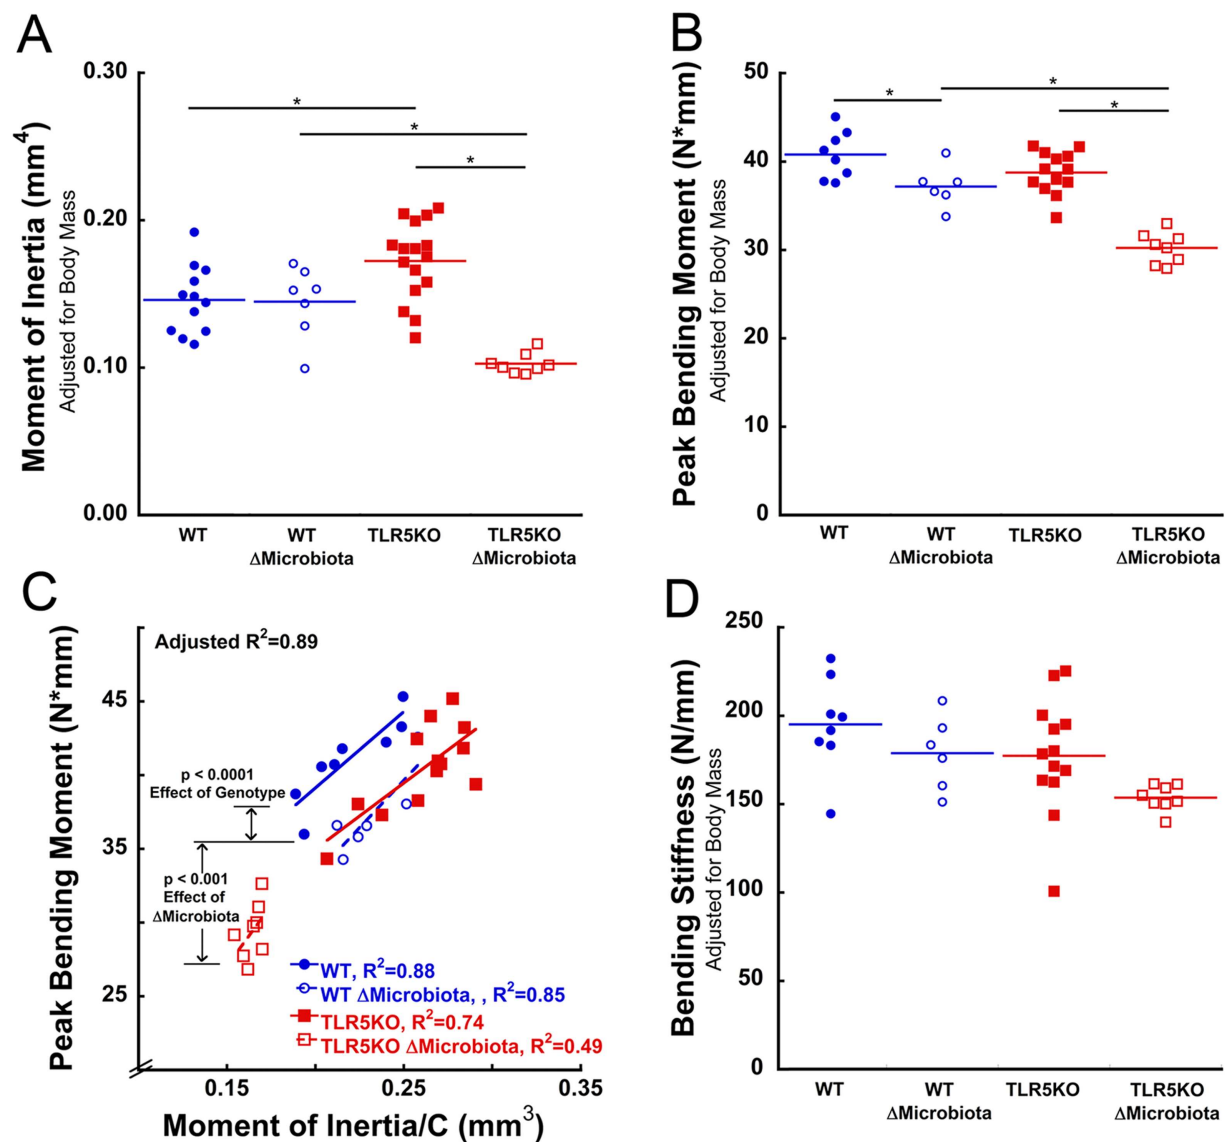 A
Moment of Inertia (mm4)
Adjusted for Body Mass
0.30
0.20
0.10
0.00
*
*
*
WT
WT
ΔMicrobiota
TLR5KO
TLR5KO
ΔMicrobiota
B
Peak Bending Moment (N*mm)
Adjusted for Body Mass
50
40
30
20
10
0
*
*
*
WT
WT
ΔMicrobiota
TLR5KO
TLR5KO
ΔMicrobiota
C
Peak Bending Moment (N*mm)
45
35
25
Adjusted R2=0.89
p < 0.0001
Effect of Genotype
p < 0.001
Effect of
ΔMicrobiota
WT, R2=0.88
WT ΔMicrobiota, , R2=0.85
TLR5KO, R2=0.74
TLR5KO ΔMicrobiota, R2=0.49
0.15
0.25
0.35
Moment of Inertia/C (mm3)
D
Bending Stiffness (N/mm)
Adjusted for Body Mass
250
200
150
100
50
0
WT
WT
ΔMicrobiota
TLR5KO
TLR5KO
ΔMicrobiota